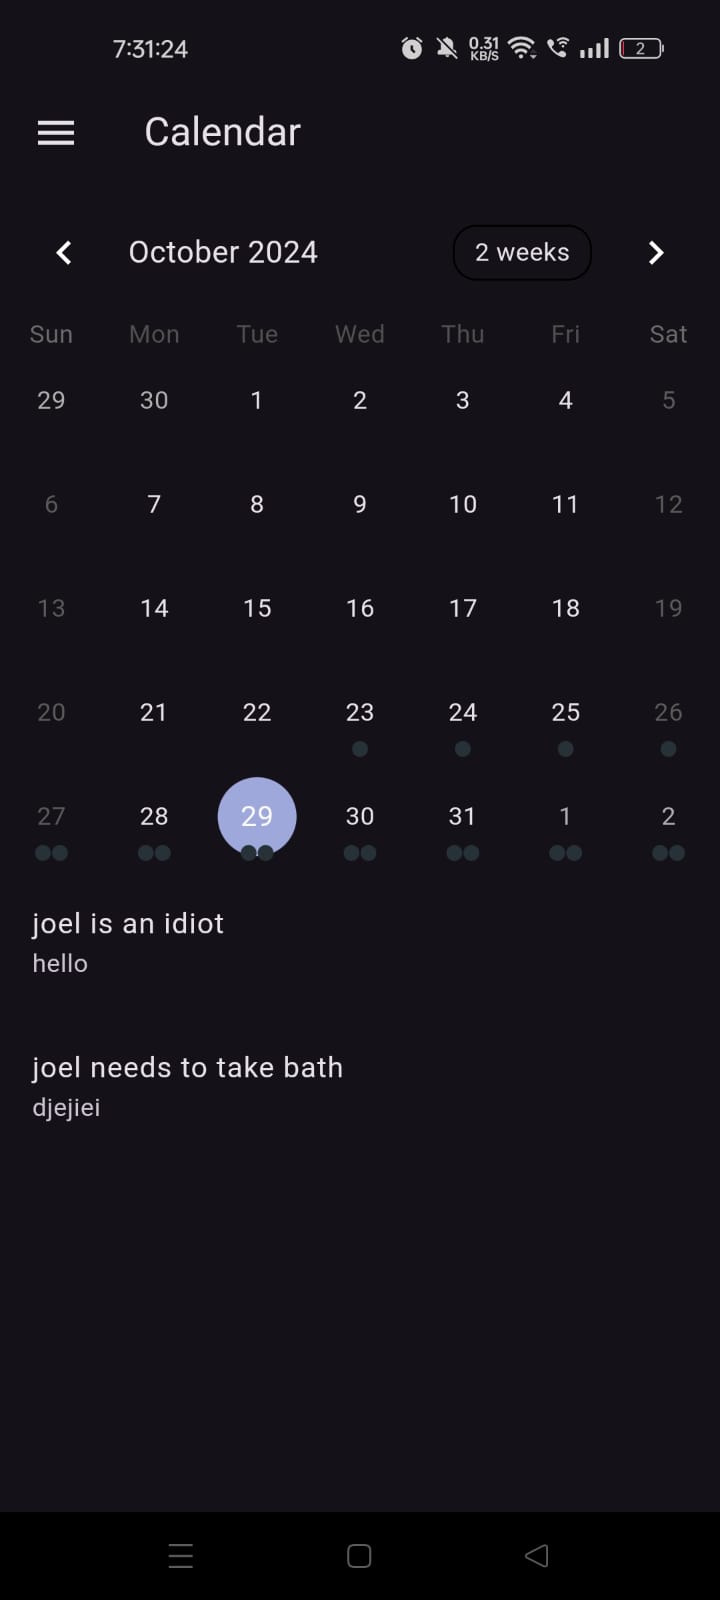 7:31:24 0.31 KB/S 2
Calendar
October 2024 2 weeks
Sun Mon Tue Wed Thu Fri Sat
29 30 1 2 3 4 5
6 7 8 9 10 11 12
13 14 15 16 17 18 19
20 21 22 23 24 25 26
27 28 29 30 31 1 2
joel is an idiot
hello
joel needs to take bath
djejiei